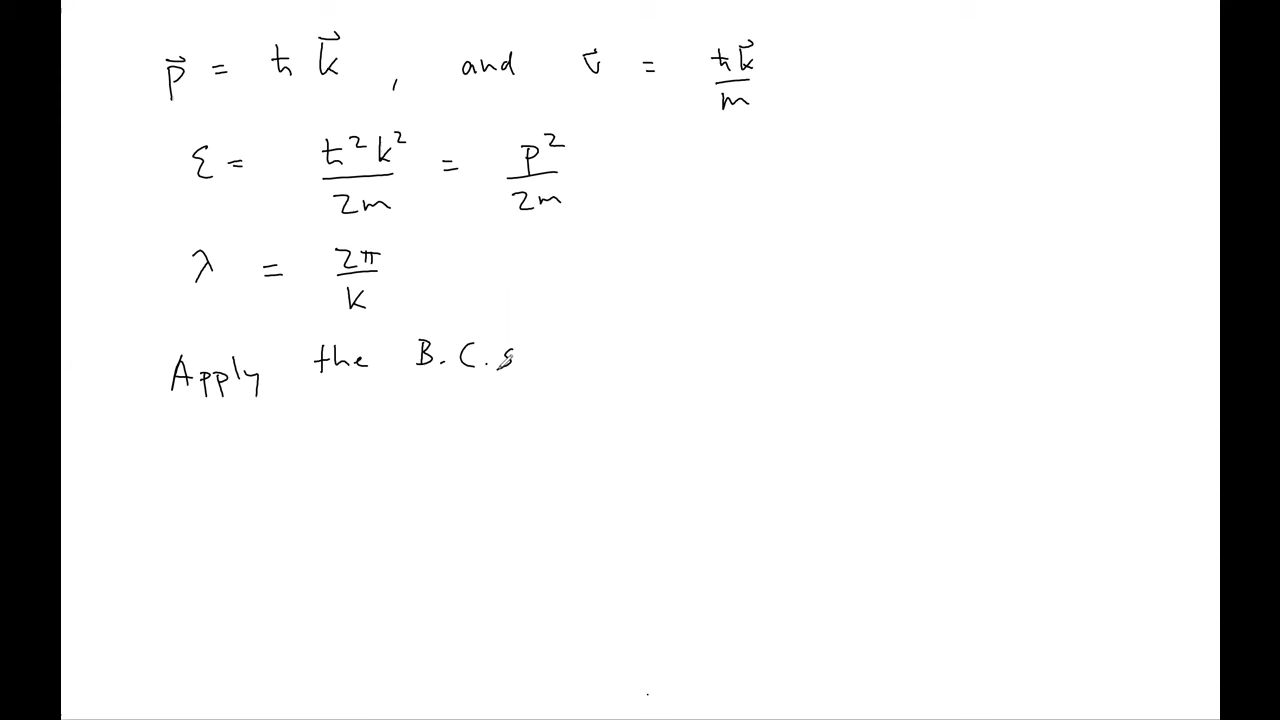 p⃗ = ħ k⃗ , and v⃗ = ħk⃗/m
ε = ħ²k²/2m = p²/2m
λ = 2π/k
Apply the B.C.s